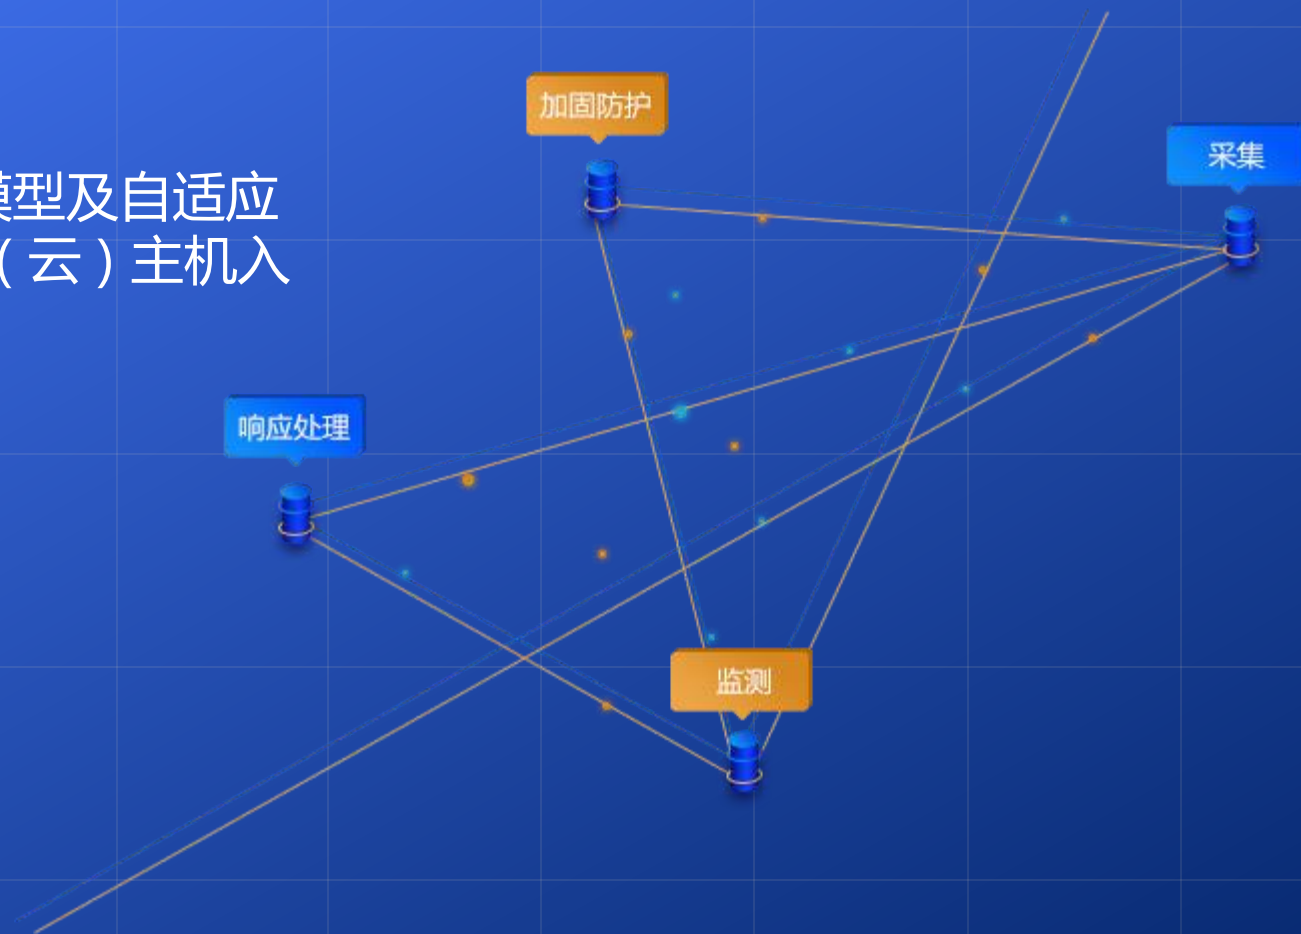 加固防护
采集
模型及自适应
（云）主机入
响应处理
监测